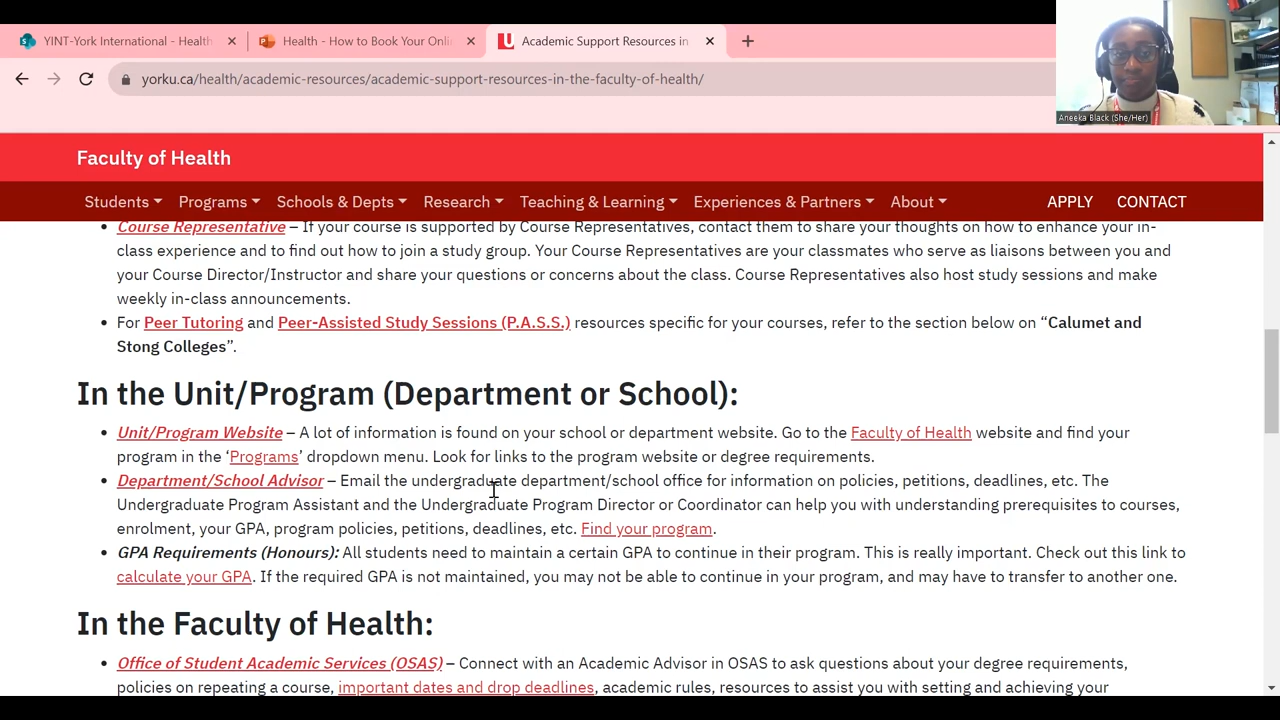 YINT-York International - Health
Health - How to Book Your Onli
Academic Support Resources in
yorku.ca/health/academic-resources/academic-support-resources-in-the-faculty-of-health/
Aneeka Black (She/Her)
Faculty of Health
Students Programs Schools & Depts Research Teaching & Learning Experiences & Partners About APPLY CONTACT
Course Representative – If your course is supported by Course Representatives, contact them to share your thoughts on how to enhance your in-
class experience and to find out how to join a study group. Your Course Representatives are your classmates who serve as liaisons between you and
your Course Director/Instructor and share your questions or concerns about the class. Course Representatives also host study sessions and make
weekly in-class announcements.
For Peer Tutoring and Peer-Assisted Study Sessions (P.A.S.S.) resources specific for your courses, refer to the section below on “Calumet and
Stong Colleges”.
In the Unit/Program (Department or School):
Unit/Program Website – A lot of information is found on your school or department website. Go to the Faculty of Health website and find your
program in the ‘Programs’ dropdown menu. Look for links to the program website or degree requirements.
Department/School Advisor – Email the undergraduate department/school office for information on policies, petitions, deadlines, etc. The
Undergraduate Program Assistant and the Undergraduate Program Director or Coordinator can help you with understanding prerequisites to courses,
enrolment, your GPA, program policies, petitions, deadlines, etc. Find your program.
GPA Requirements (Honours): All students need to maintain a certain GPA to continue in their program. This is really important. Check out this link to
calculate your GPA. If the required GPA is not maintained, you may not be able to continue in your program, and may have to transfer to another one.
In the Faculty of Health:
Office of Student Academic Services (OSAS) – Connect with an Academic Advisor in OSAS to ask questions about your degree requirements,
policies on repeating a course, important dates and drop deadlines, academic rules, resources to assist you with setting and achieving your